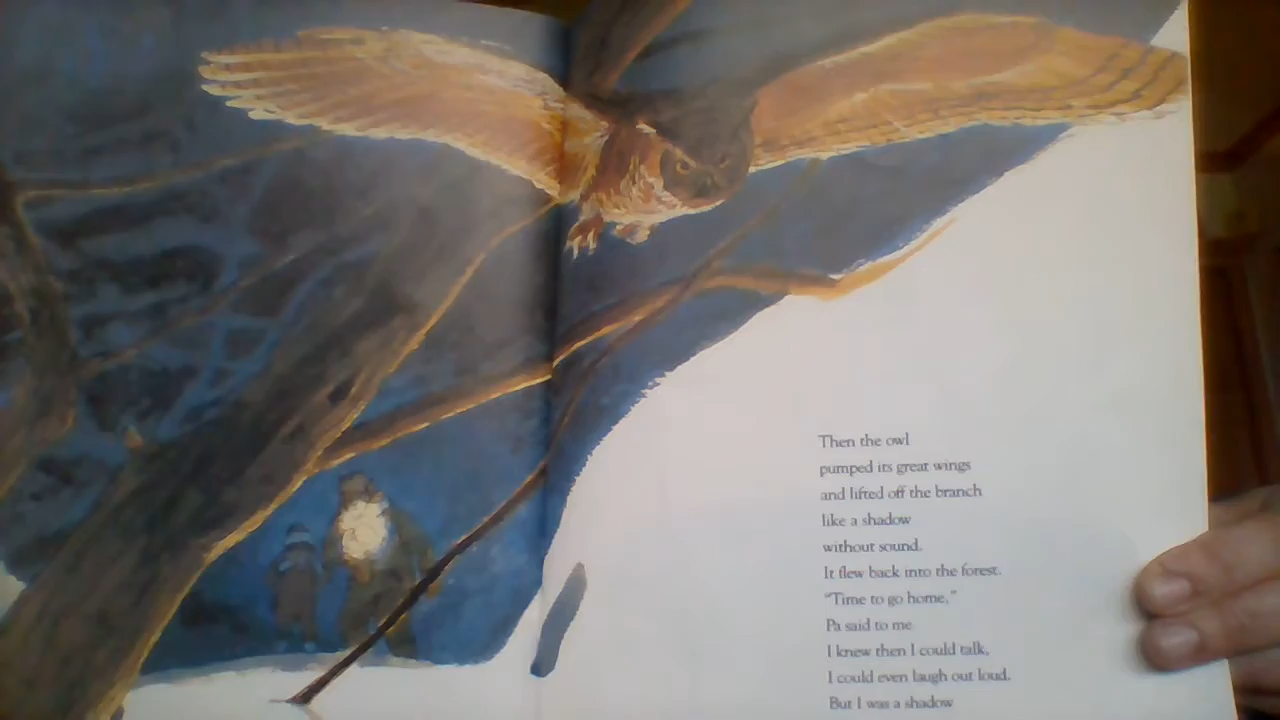 Then the owl
pumped its great wings
and lifted off the branch
like a shadow
without sound.
It flew back into the forest.
"Time to go home,"
Pa said to me.
I knew then I could talk,
I could even laugh out loud.
But I was a shadow